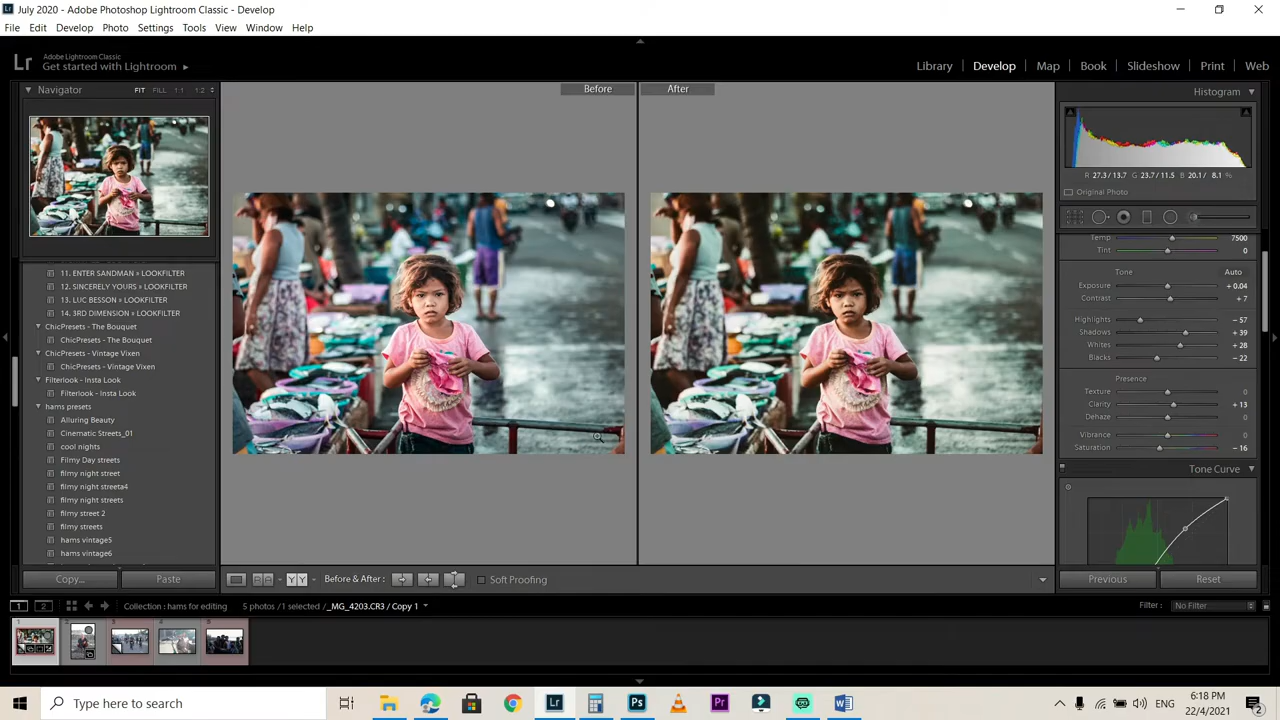 July 2020 - Adobe Photoshop Lightroom Classic - Develop
File Edit Develop Photo Settings Tools View Window Help
Lr Adobe Lightroom Classic
Get started with Lightroom
Library Develop Map Book Slideshow Print Web
Navigator FIT FILL 1:1 1:2
Before After
Histogram
R 27.3 / 13.7 G 23.7 / 11.5 B 20.1 / 8.1 %
Original Photo
Temp 7500
Tint 0
Tone Auto
Exposure + 0.04
Contrast + 7
Highlights − 57
Shadows + 39
Whites + 28
Blacks − 22
Presence
Texture 0
Clarity + 13
Dehaze 0
Vibrance 0
Saturation − 16
Tone Curve
11. ENTER SANDMAN » LOOKFILTER
12. SINCERELY YOURS » LOOKFILTER
13. LUC BESSON » LOOKFILTER
14. 3RD DIMENSION » LOOKFILTER
ChicPresets - The Bouquet
ChicPresets - The Bouquet
ChicPresets - Vintage Vixen
ChicPresets - Vintage Vixen
Filterlook - Insta Look
Filterlook - Insta Look
hams presets
Alluring Beauty
Cinematic Streets_01
cool nights
Filmy Day streets
filmy night street
filmy night streeta4
filmy night streets
filmy street 2
filmy streets
hams vintage5
hams vintage6
Copy... Paste
Before & After : Soft Proofing
Previous Reset
1 2 Collection : hams for editing 5 photos / 1 selected / _MG_4203.CR3 / Copy 1
Filter : No Filter
1 2 3 4 5
Type here to search
6:18 PM
22/4/2021
2